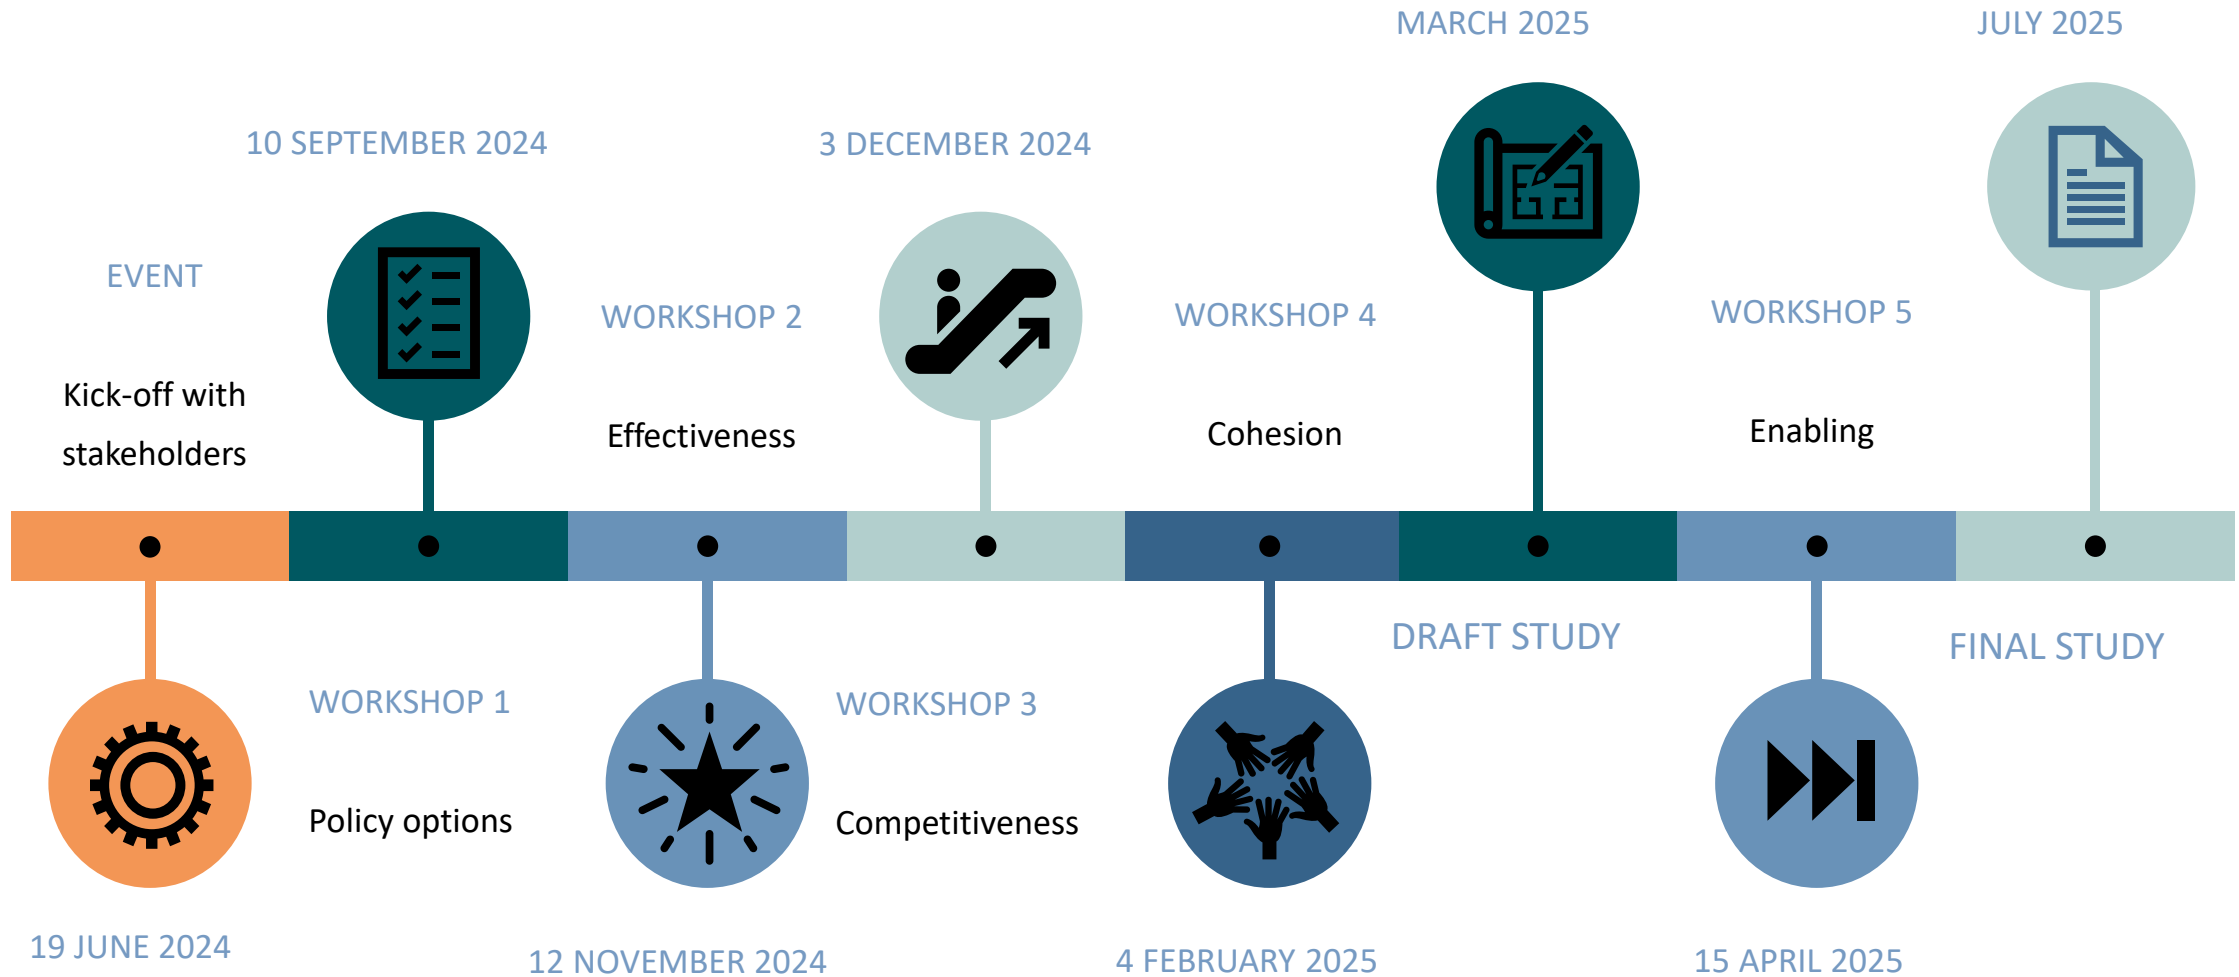 EVENT
Kick-off with
stakeholders
19 JUNE 2024
10 SEPTEMBER 2024
WORKSHOP 1
Policy options
WORKSHOP 2
Effectiveness
12 NOVEMBER 2024
3 DECEMBER 2024
WORKSHOP 3
Competitiveness
WORKSHOP 4
Cohesion
4 FEBRUARY 2025
MARCH 2025
DRAFT STUDY
WORKSHOP 5
Enabling
15 APRIL 2025
JULY 2025
FINAL STUDY